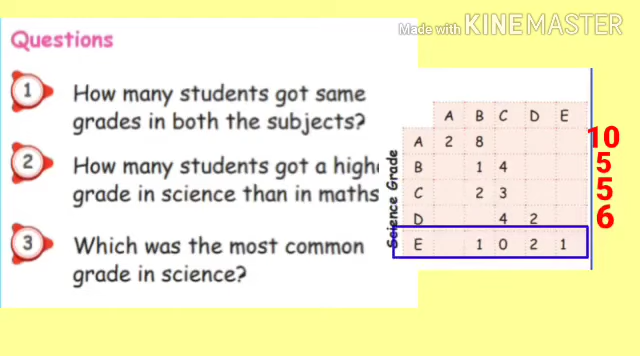 Made with KINEMASTER
Questions
1 How many students got same
grades in both the subjects?
2 How many students got a high
grade in science than in maths
3 Which was the most common
grade in science?
Science Grade
A B C D E
A 2 8 10
B 1 4 5
C 2 3 5
D 4 2 6
E 1 0 2 1